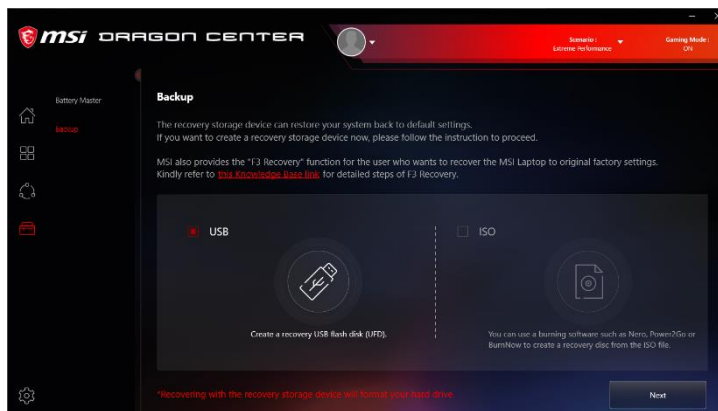 msi DRAGON CENTER
Scenario :
Extreme Performance
Gaming Mode :
ON
Battery Master
Backup
Backup
The recovery storage device can restore your system back to default settings.
If you want to create a recovery storage device now, please follow the instruction to proceed.
MSI also provides the "F3 Recovery" function for the user who wants to recover the MSI Laptop to original factory settings.
Kindly refer to this Knowledge Base link for detailed steps of F3 Recovery.
USB
ISO
Create a recovery USB flash disk (UFD).
You can use a burning software such as Nero, Power2Go or
BurnNow to create a recovery disc from the ISO file.
*Recovering with the recovery storage device will format your hard drive.
Next